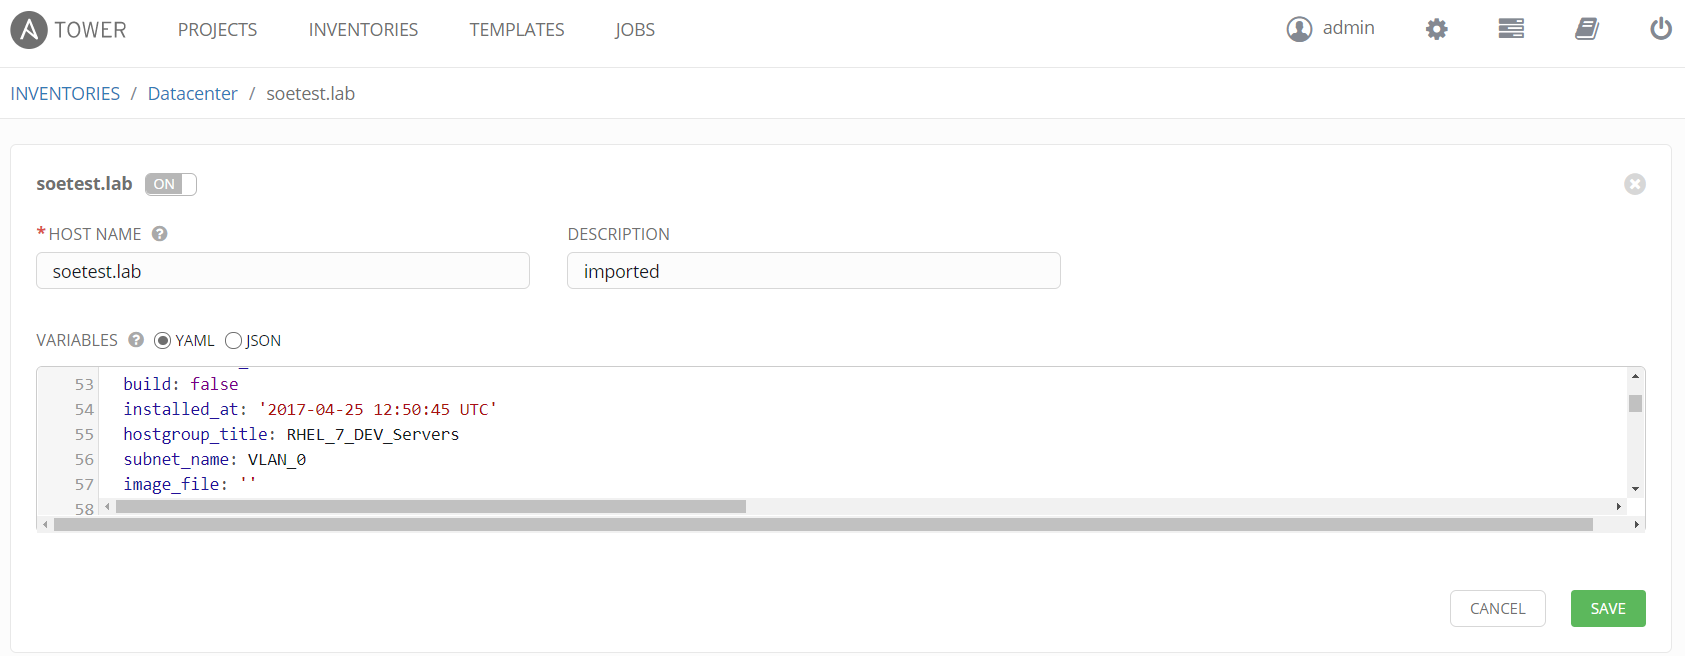 TOWER PROJECTS INVENTORIES TEMPLATES JOBS admin
INVENTORIES / Datacenter / soetest.lab
soetest.lab ON
* HOST NAME ? DESCRIPTION
soetest.lab imported
VARIABLES ? YAML JSON
53 build: false
54 installed_at: '2017-04-25 12:50:45 UTC'
55 hostgroup_title: RHEL_7_DEV_Servers
56 subnet_name: VLAN_0
57 image_file: ''
58
CANCEL SAVE